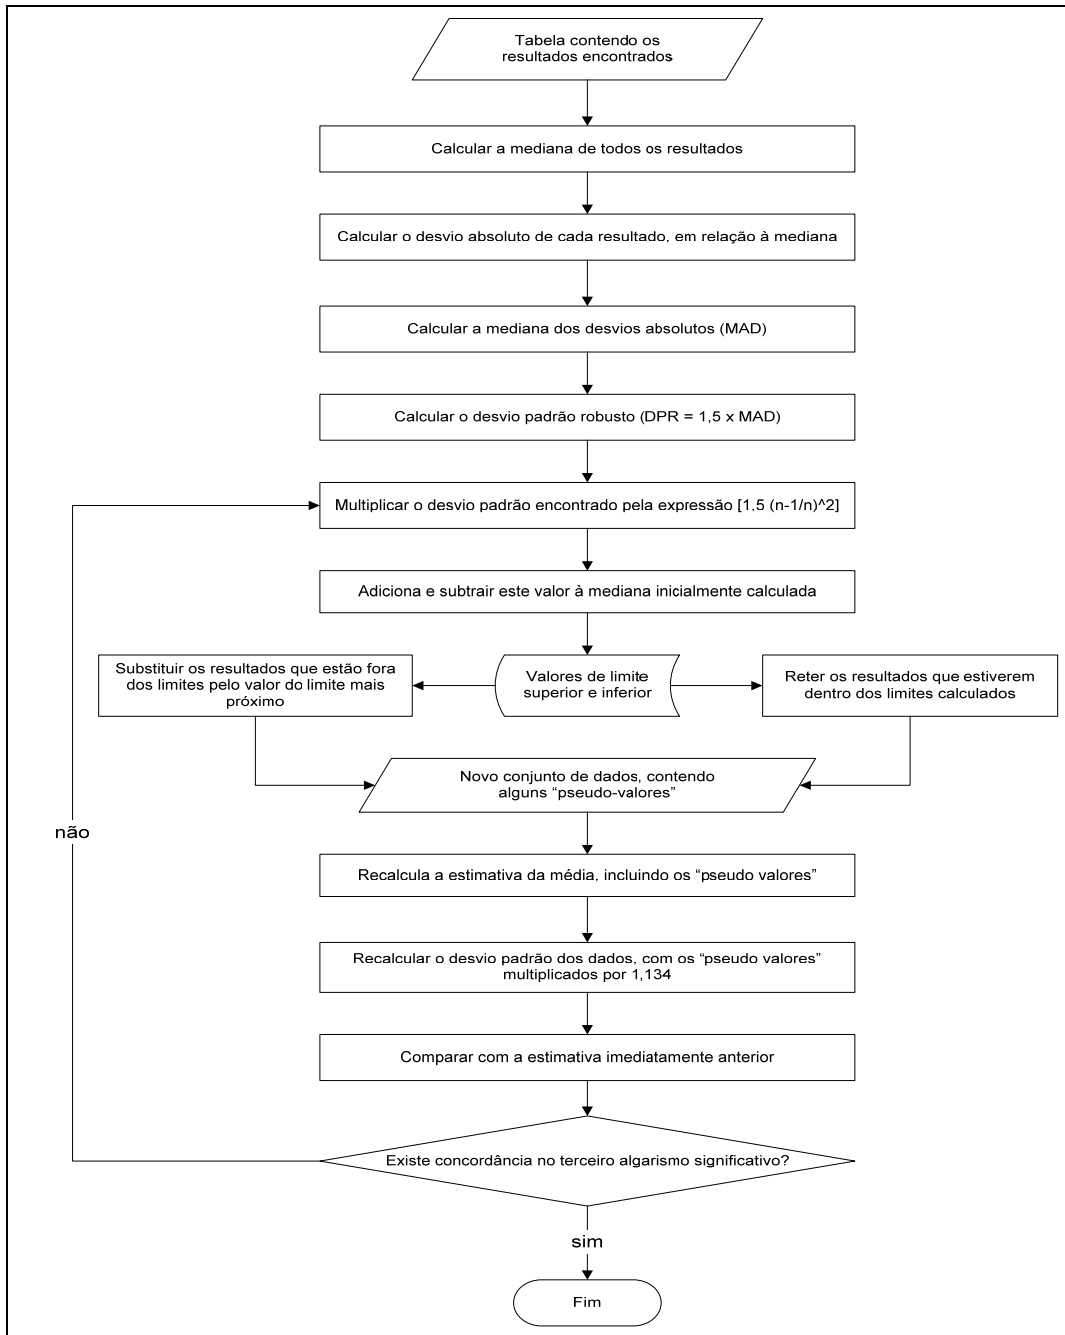 Tabela contendo os
resultados encontrados
Calcular a mediana de todos os resultados
Calcular o desvio absoluto de cada resultado, em relação à mediana
Calcular a mediana dos desvios absolutos (MAD)
Calcular o desvio padrão robusto (DPR = 1,5 x MAD)
Multiplicar o desvio padrão encontrado pela expressão [1,5 (n-1/n)^2]
Adiciona e subtrair este valor à mediana inicialmente calculada
Substituir os resultados que estão fora
dos limites pelo valor do limite mais
próximo
Valores de limite
superior e inferior
Reter os resultados que estiverem
dentro dos limites calculados
Novo conjunto de dados, contendo
alguns “pseudo-valores”
não
Recalcula a estimativa da média, incluindo os “pseudo valores”
Recalcular o desvio padrão dos dados, com os “pseudo valores”
multiplicados por 1,134
Comparar com a estimativa imediatamente anterior
Existe concordância no terceiro algarismo significativo?
sim
Fim